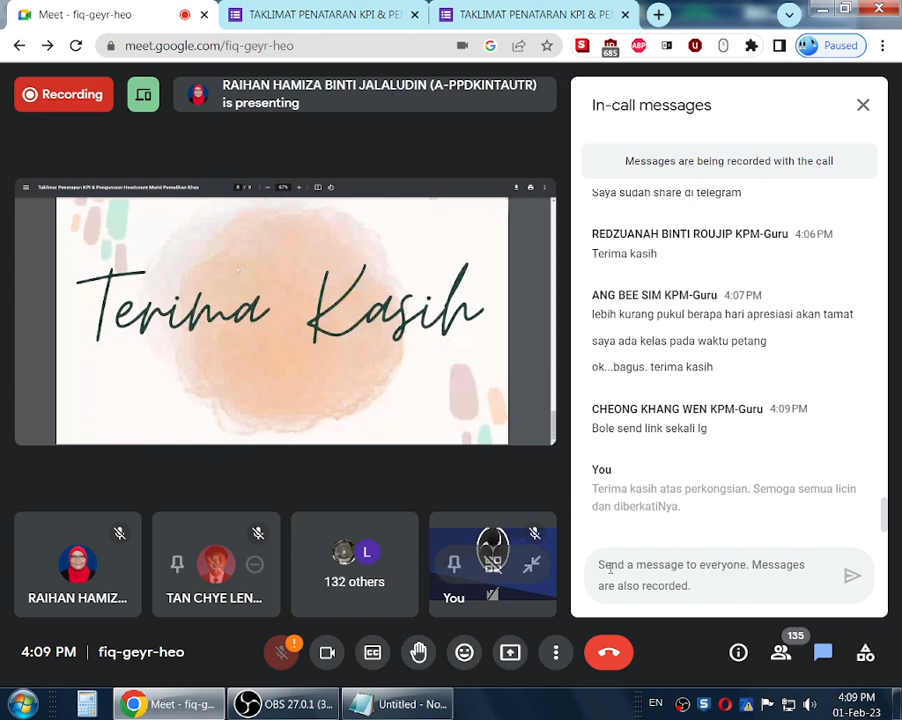 Meet - fiq-geyr-heo
TAKLIMAT PENATARAN KPI & PE
TAKLIMAT PENATARAN KPI & PE
meet.google.com/fiq-geyr-heo
685
ABP
Paused
Recording
RAIHAN HAMIZA BINTI JALALUDIN (A-PPDKINTAUTR)
is presenting
In-call messages
Messages are being recorded with the call
Saya sudah share di telegram
REDZUANAH BINTI ROUJIP KPM-Guru 4:06 PM
Terima kasih
ANG BEE SIM KPM-Guru 4:07 PM
lebih kurang pukul berapa hari apresiasi akan tamat
saya ada kelas pada waktu petang
ok...bagus. terima kasih
CHEONG KHANG WEN KPM-Guru 4:09 PM
Bole send link sekali lg
You
Terima kasih atas perkongsian. Semoga semua licin
dan diberkatiNya.
Send a message to everyone. Messages
are also recorded.
8 / 8
67%
Terima Kasih
RAIHAN HAMIZ...
TAN CHYE LEN...
L
132 others
You
4:09 PM | fiq-geyr-heo
135
Meet - fiq-g...
OBS 27.0.1 (3...
Untitled - No...
EN
4:09 PM
01-Feb-23